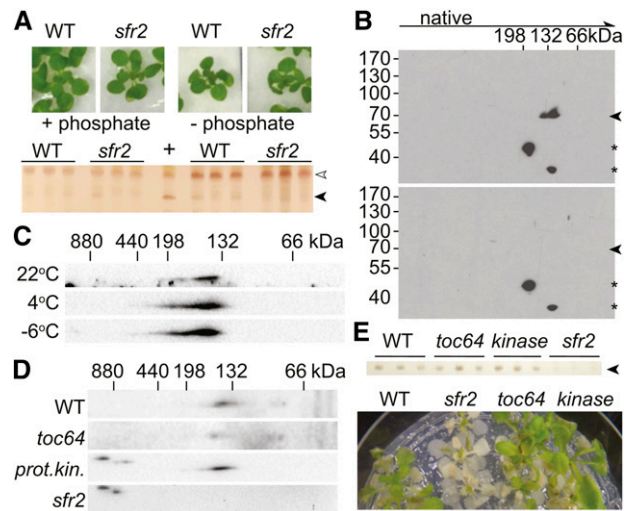 A
WT sfr2 WT sfr2
+ phosphate - phosphate
WT sfr2 + WT sfr2
B
native
198 132 66kDa
170
130
100
70
55
40
*
*
170
130
100
70
55
40
*
*
C
880 440 198 132 66 kDa
22°C
4°C
-6°C
D
880 440 198 132 66 kDa
WT
toc64
prot.kin.
sfr2
E
WT toc64 kinase sfr2
WT sfr2 toc64 kinase